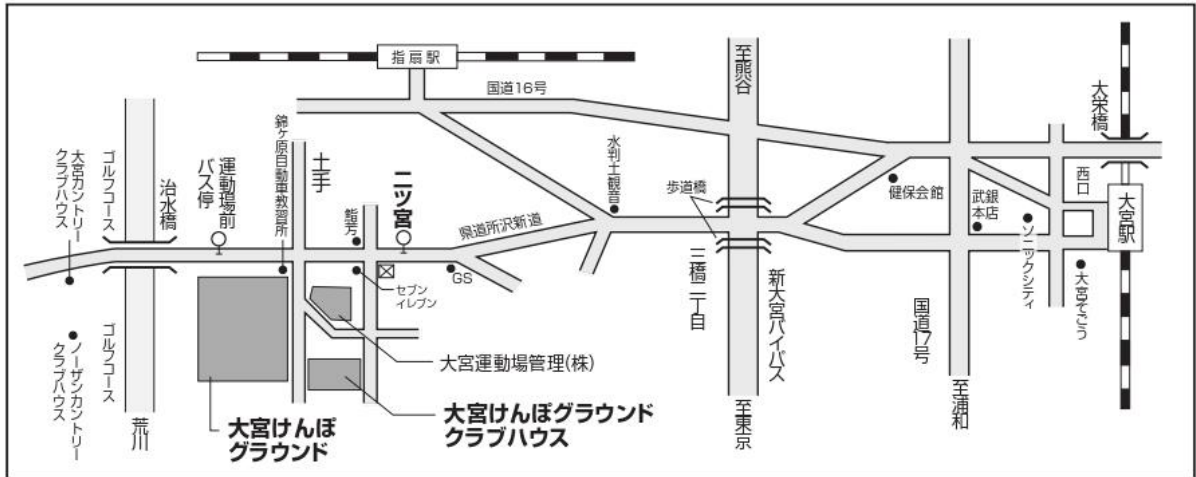 指扇駅
国道16号
至熊谷
大栄橋
大宮カントリー
クラブハウス
ゴルフコース
治水橋
運動場前
バス停
錦ヶ原自動車教習所
土手
鮨芳
二ツ宮
県道所沢新道
水判土観音
歩道橋
健保会館
武銀
本店
西口
大宮駅
ソニックシティ
大宮そごう
GS
セブン
イレブン
三橋二丁目
新大宮バイパス
国道17号
ノーザンカントリー
クラブハウス
ゴルフコース
荒川
大宮けんぽ
グラウンド
大宮運動場管理(株)
大宮けんぽグラウンド
クラブハウス
至東京
至浦和